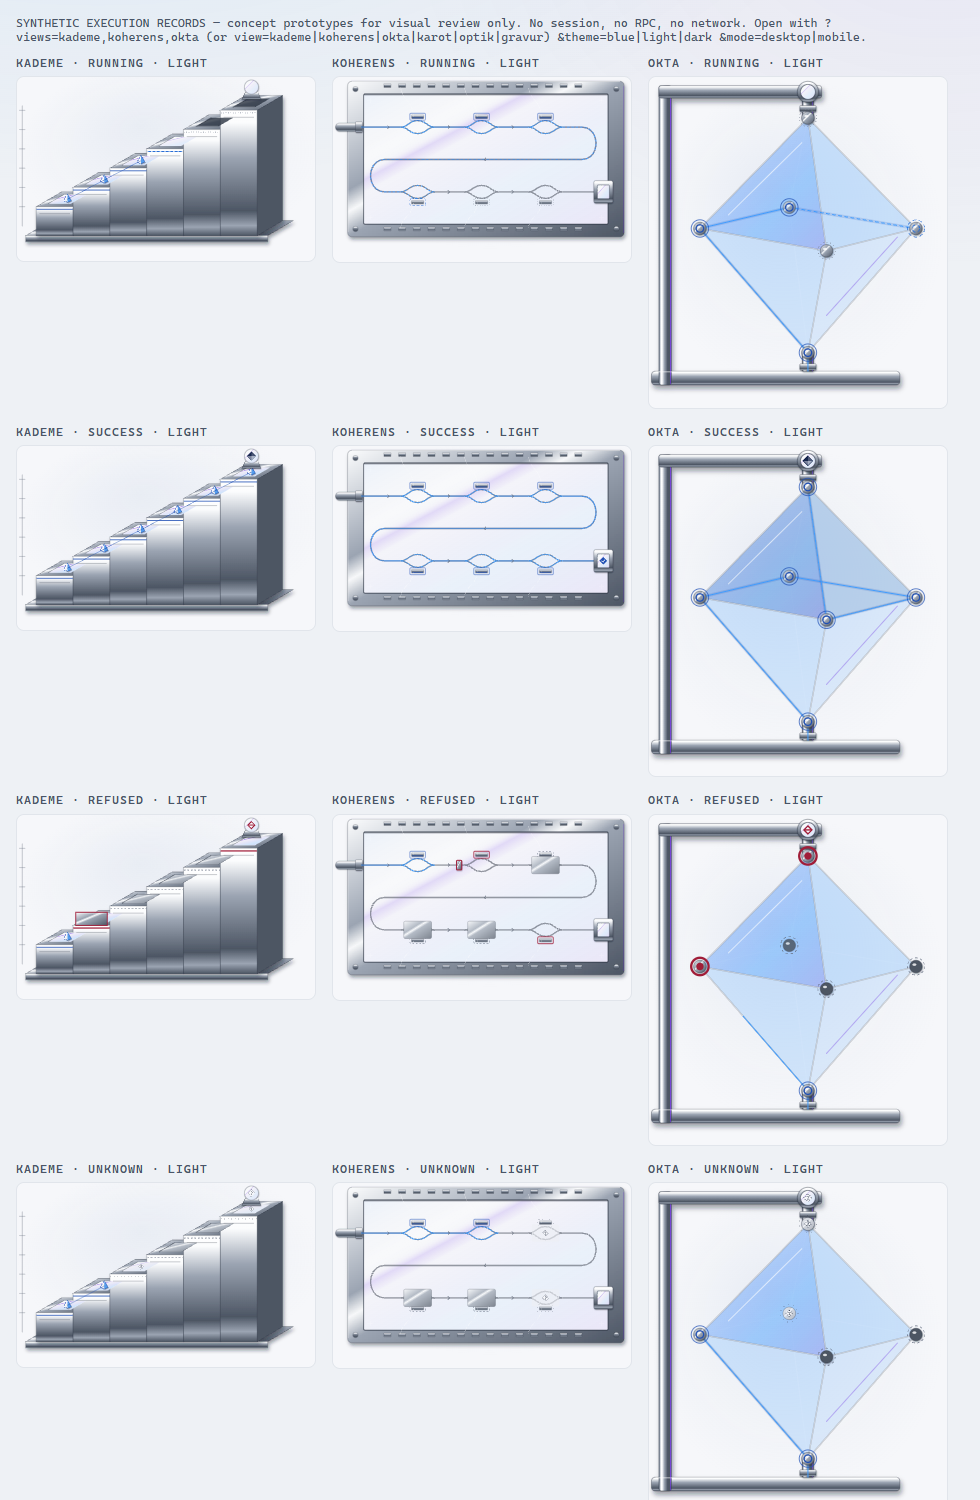 SYNTHETIC EXECUTION RECORDS — concept prototypes for visual review only. No session, no RPC, no network. Open with ?
views=kademe,koherens,okta (or view=kademe|koherens|okta|karot|optik|gravur) &theme=blue|light|dark &mode=desktop|mobile.
KADEME · RUNNING · LIGHT
KOHERENS · RUNNING · LIGHT
OKTA · RUNNING · LIGHT
KADEME · SUCCESS · LIGHT
KOHERENS · SUCCESS · LIGHT
OKTA · SUCCESS · LIGHT
KADEME · REFUSED · LIGHT
KOHERENS · REFUSED · LIGHT
OKTA · REFUSED · LIGHT
KADEME · UNKNOWN · LIGHT
KOHERENS · UNKNOWN · LIGHT
OKTA · UNKNOWN · LIGHT